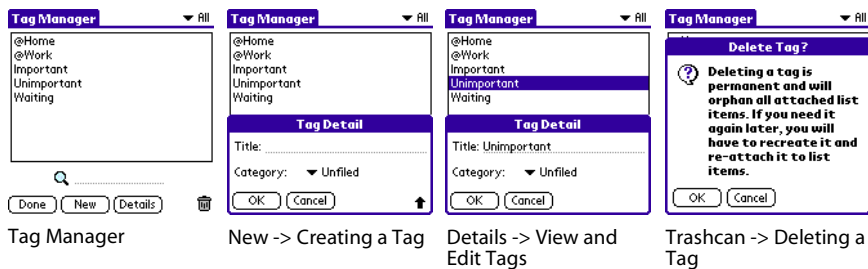 Tag Manager
All
@Home
@Work
Important
Unimportant
Waiting
Done
New
Details
Tag Manager
Tag Manager
All
@Home
@Work
Important
Unimportant
Waiting
Tag Detail
Title:
Category:
Unfiled
OK
Cancel
New -> Creating a Tag
Tag Manager
All
@Home
@Work
Important
Unimportant
Waiting
Tag Detail
Title: Unimportant
Category:
Unfiled
OK
Cancel
Details -> View and
Edit Tags
Tag Manager
All
Delete Tag?
Deleting a tag is
permanent and will
orphan all attached list
items. If you need it
again later, you will
have to recreate it and
re-attach it to list
items.
OK
Cancel
Trashcan -> Deleting a
Tag